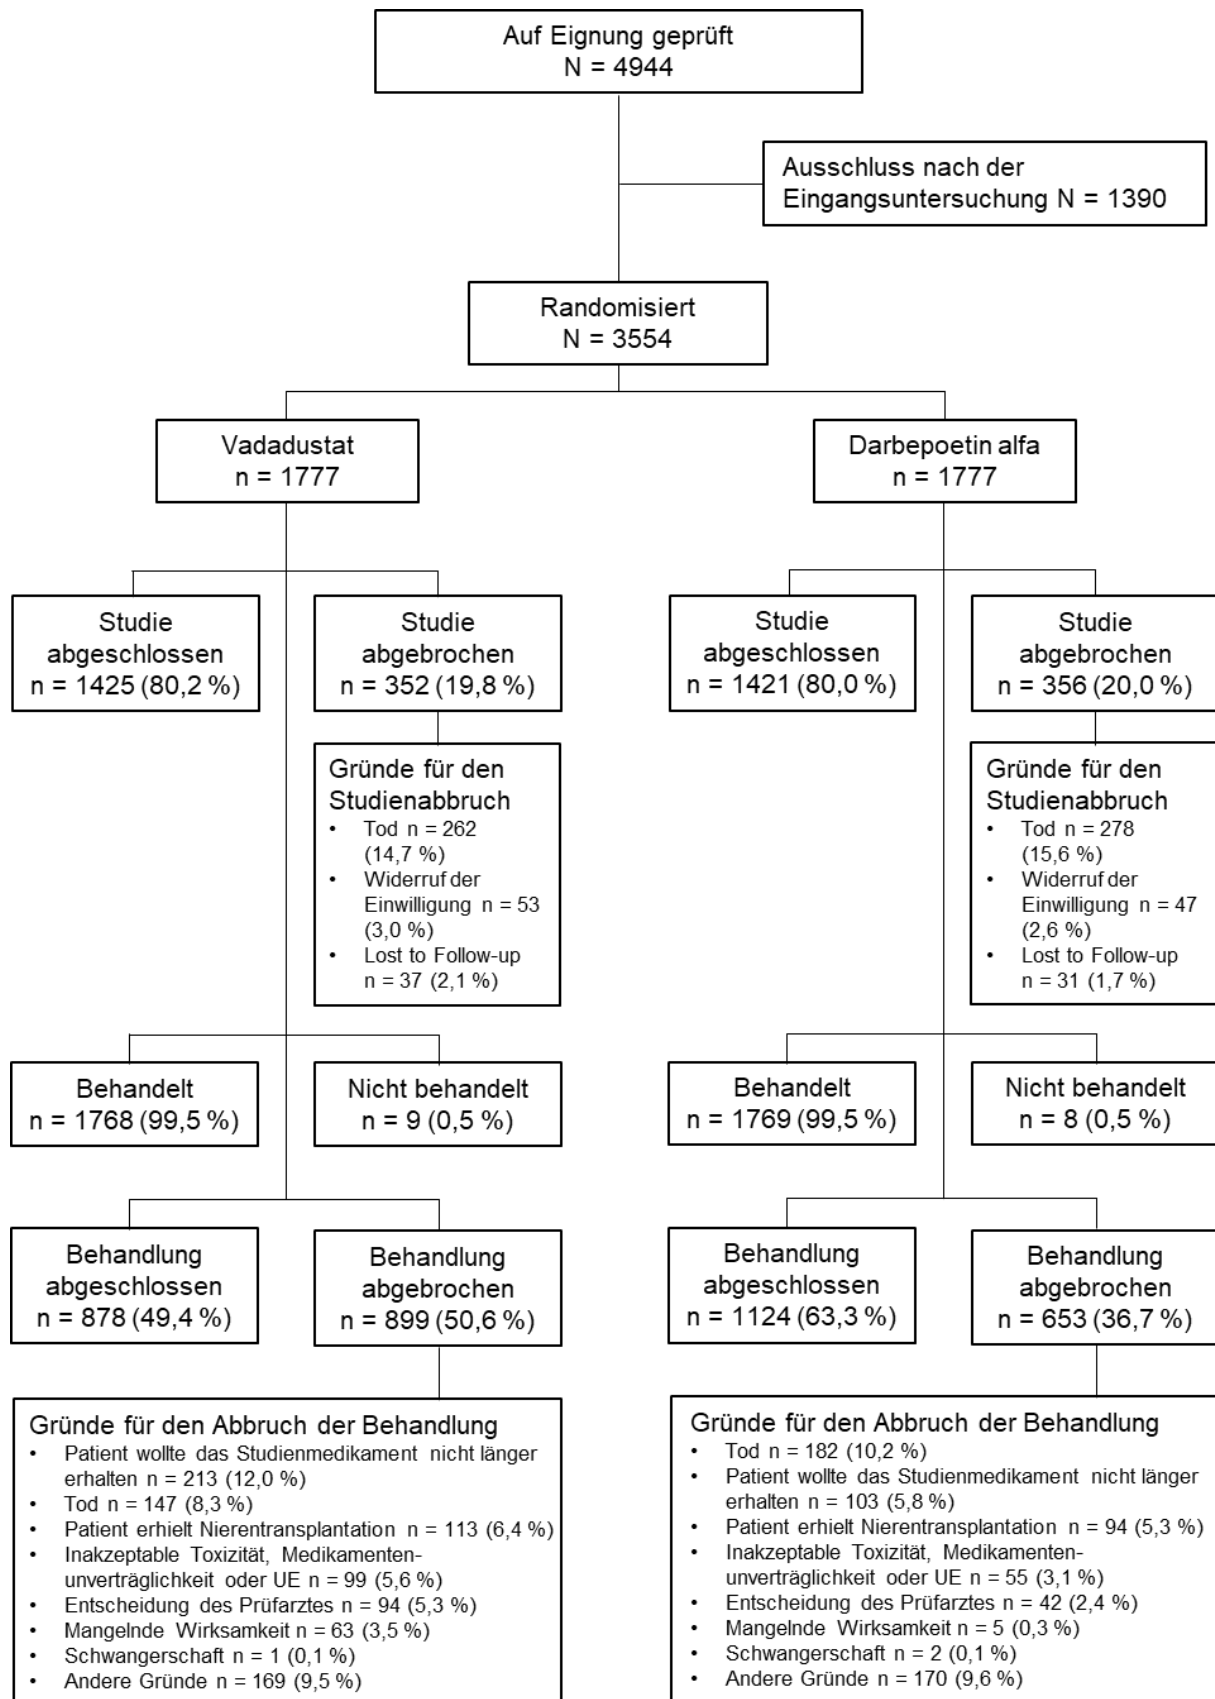 Auf Eignung geprüft
N = 4944
Ausschluss nach der
Eingangsuntersuchung N = 1390
Randomisiert
N = 3554
Vadadustat
n = 1777
Darbepoetin alfa
n = 1777
Studie
abgeschlossen
n = 1425 (80,2 %)
Studie
abgebrochen
n = 352 (19,8 %)
Studie
abgeschlossen
n = 1421 (80,0 %)
Studie
abgebrochen
n = 356 (20,0 %)
Gründe für den
Studienabbruch
• Tod n = 262
(14,7 %)
• Widerruf der
Einwilligung n = 53
(3,0 %)
• Lost to Follow-up
n = 37 (2,1 %)
Gründe für den
Studienabbruch
• Tod n = 278
(15,6 %)
• Widerruf der
Einwilligung n = 47
(2,6 %)
• Lost to Follow-up
n = 31 (1,7 %)
Behandelt
n = 1768 (99,5 %)
Nicht behandelt
n = 9 (0,5 %)
Behandelt
n = 1769 (99,5 %)
Nicht behandelt
n = 8 (0,5 %)
Behandlung
abgeschlossen
n = 878 (49,4 %)
Behandlung
abgebrochen
n = 899 (50,6 %)
Behandlung
abgeschlossen
n = 1124 (63,3 %)
Behandlung
abgebrochen
n = 653 (36,7 %)
Gründe für den Abbruch der Behandlung
• Patient wollte das Studienmedikament nicht länger
erhalten n = 213 (12,0 %)
• Tod n = 147 (8,3 %)
• Patient erhielt Nierentransplantation n = 113 (6,4 %)
• Inakzeptable Toxizität, Medikamenten-
unverträglichkeit oder UE n = 99 (5,6 %)
• Entscheidung des Prüfarztes n = 94 (5,3 %)
• Mangelnde Wirksamkeit n = 63 (3,5 %)
• Schwangerschaft n = 1 (0,1 %)
• Andere Gründe n = 169 (9,5 %)
Gründe für den Abbruch der Behandlung
• Tod n = 182 (10,2 %)
• Patient wollte das Studienmedikament nicht länger
erhalten n = 103 (5,8 %)
• Patient erhielt Nierentransplantation n = 94 (5,3 %)
• Inakzeptable Toxizität, Medikamenten-
unverträglichkeit oder UE n = 55 (3,1 %)
• Entscheidung des Prüfarztes n = 42 (2,4 %)
• Mangelnde Wirksamkeit n = 5 (0,3 %)
• Schwangerschaft n = 2 (0,1 %)
• Andere Gründe n = 170 (9,6 %)